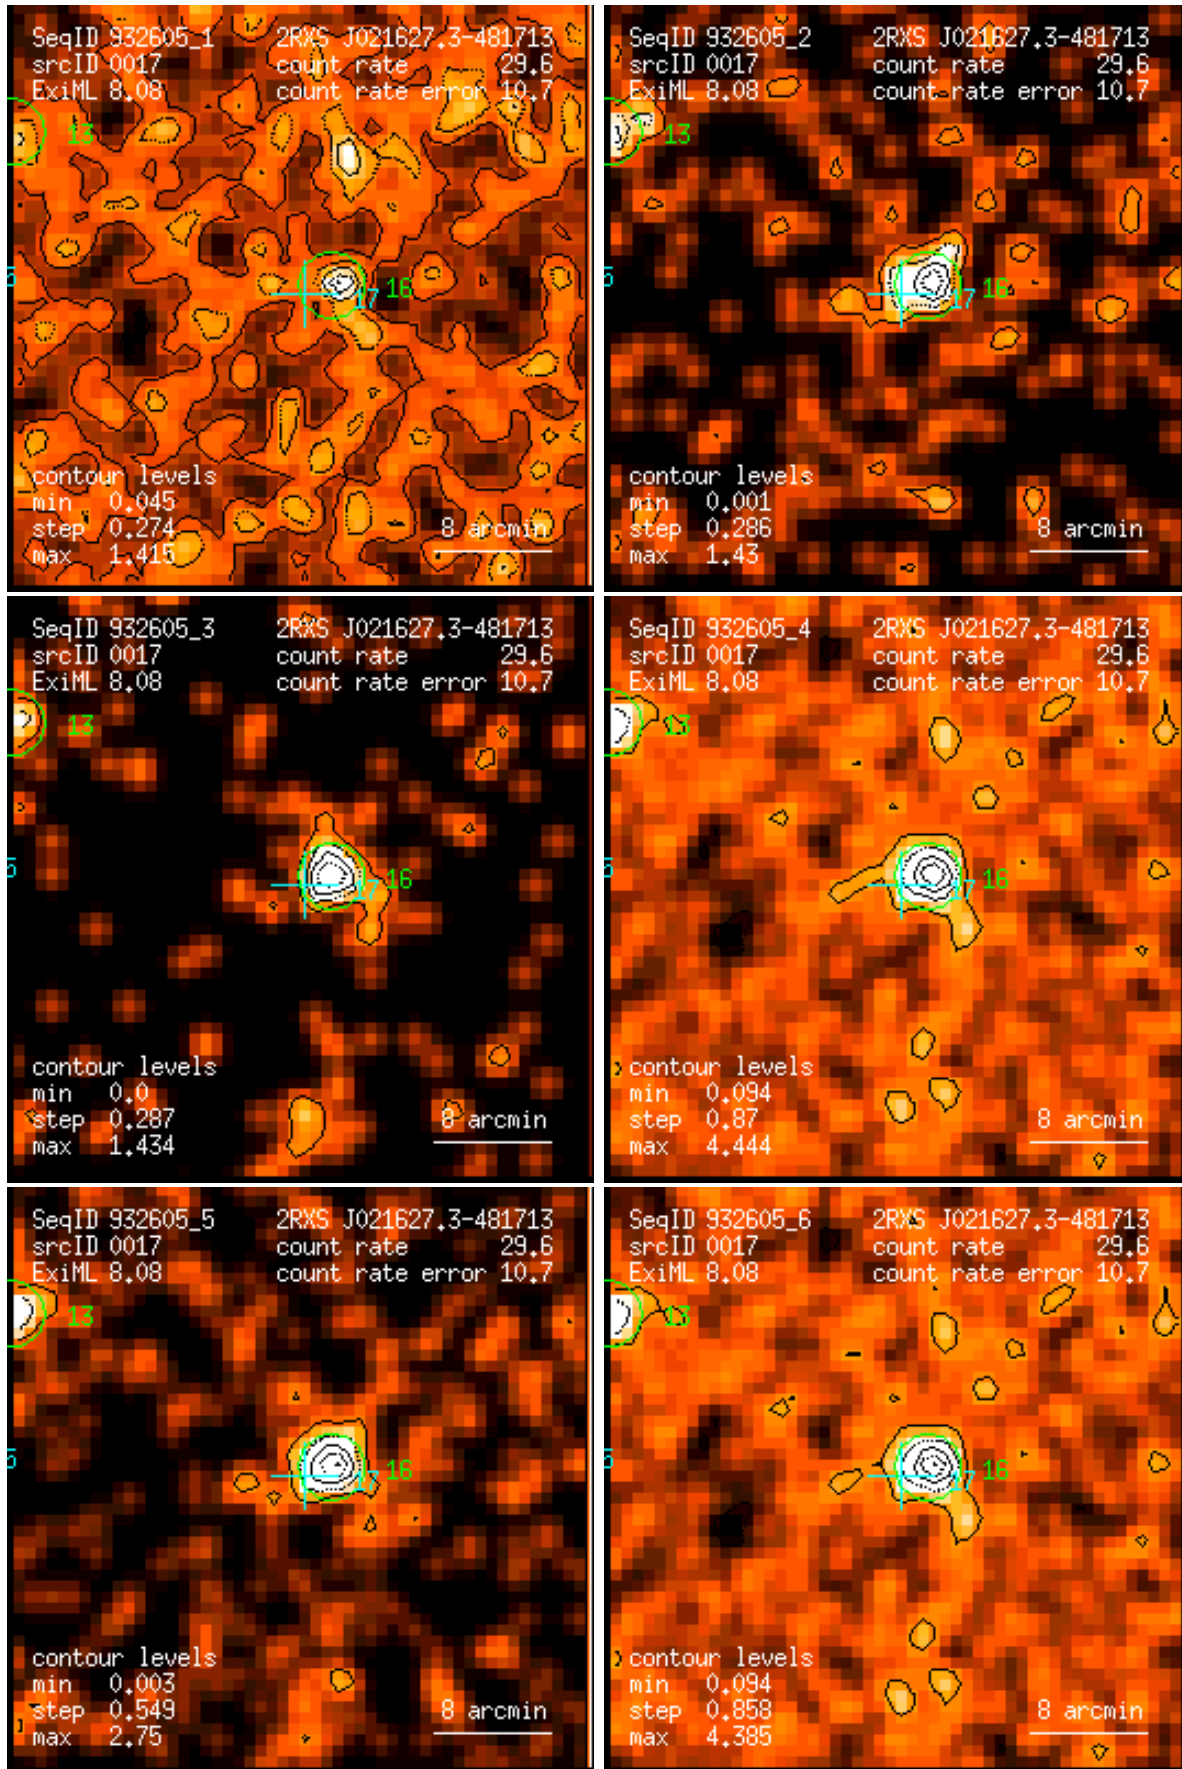 SeqID 932605_1 2RXS J021627.3-481713
srcID 0017 count rate 29.6
ExiML 8.08 count rate error 10.7
13
16
17
contour levels
min 0.045
step 0.274
max 1.415
8 arcmin
SeqID 932605_2 2RXS J021627.3-481713
srcID 0017 count rate 29.6
ExiML 8.08 count rate error 10.7
13
16
17
contour levels
min 0.001
step 0.286
max 1.43
8 arcmin
SeqID 932605_3 2RXS J021627.3-481713
srcID 0017 count rate 29.6
ExiML 8.08 count rate error 10.7
13
16
17
contour levels
min 0.0
step 0.287
max 1.434
8 arcmin
SeqID 932605_4 2RXS J021627.3-481713
srcID 0017 count rate 29.6
ExiML 8.08 count rate error 10.7
13
16
17
contour levels
min 0.094
step 0.87
max 4.444
8 arcmin
SeqID 932605_5 2RXS J021627.3-481713
srcID 0017 count rate 29.6
ExiML 8.08 count rate error 10.7
13
16
17
contour levels
min 0.003
step 0.549
max 2.75
8 arcmin
SeqID 932605_6 2RXS J021627.3-481713
srcID 0017 count rate 29.6
ExiML 8.08 count rate error 10.7
13
16
17
contour levels
min 0.094
step 0.858
max 4.385
8 arcmin